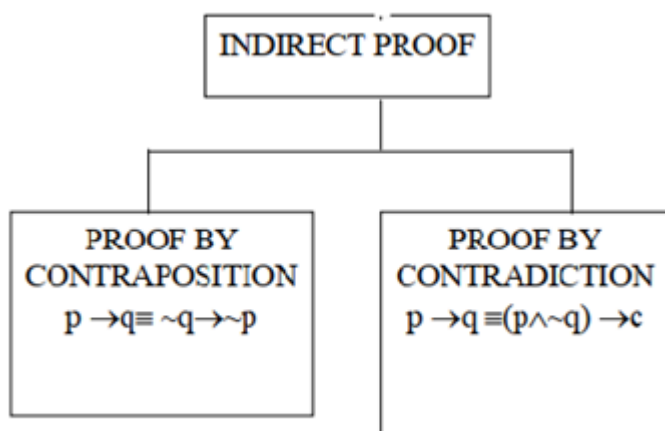 INDIRECT PROOF
PROOF BY
CONTRAPOSITION
p →q≡ ~q→~p
PROOF BY
CONTRADICTION
p →q ≡(p∧~q) →c